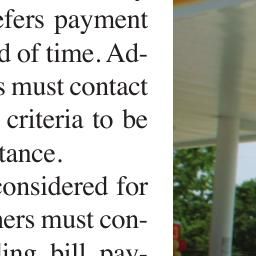 efers payment
d of time. Ad-
s must contact
criteria to be
tance.
considered for
ners must con-
ling bill pay-